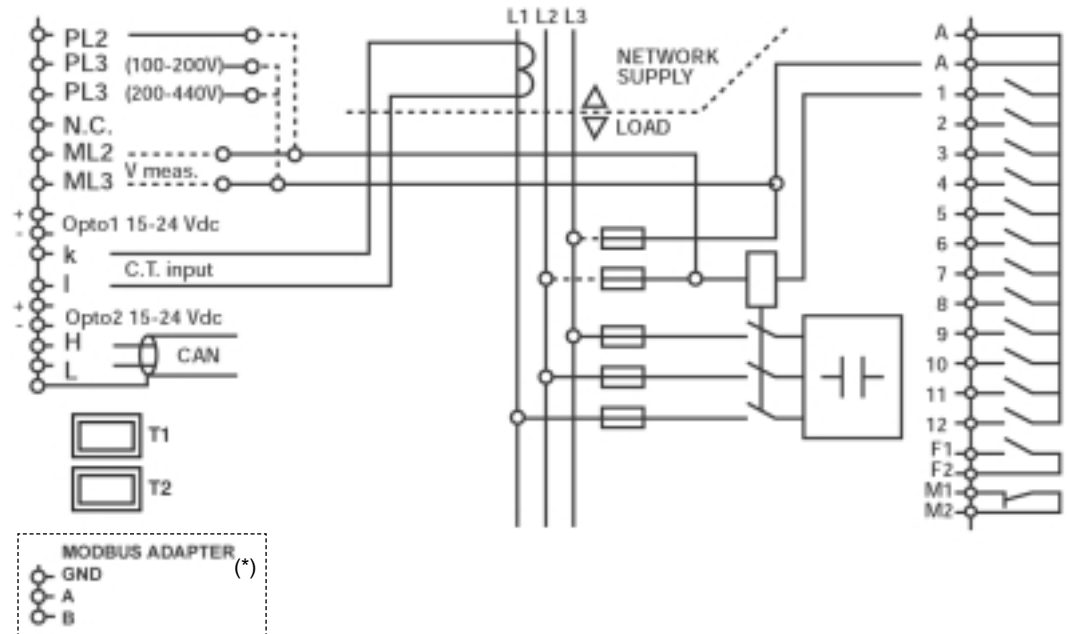 PL2
PL3 (100-200V)
PL3 (200-440V)
N.C.
ML2
V meas.
ML3
+
-
Opto1 15-24 Vdc
k
C.T. input
l
+
-
Opto2 15-24 Vdc
H
CAN
L
T1
T2
MODBUS ADAPTER (*)
GND
A
B
L1 L2 L3
NETWORK
SUPPLY
LOAD
A
A
1
2
3
4
5
6
7
8
9
10
11
12
F1
F2
M1
M2